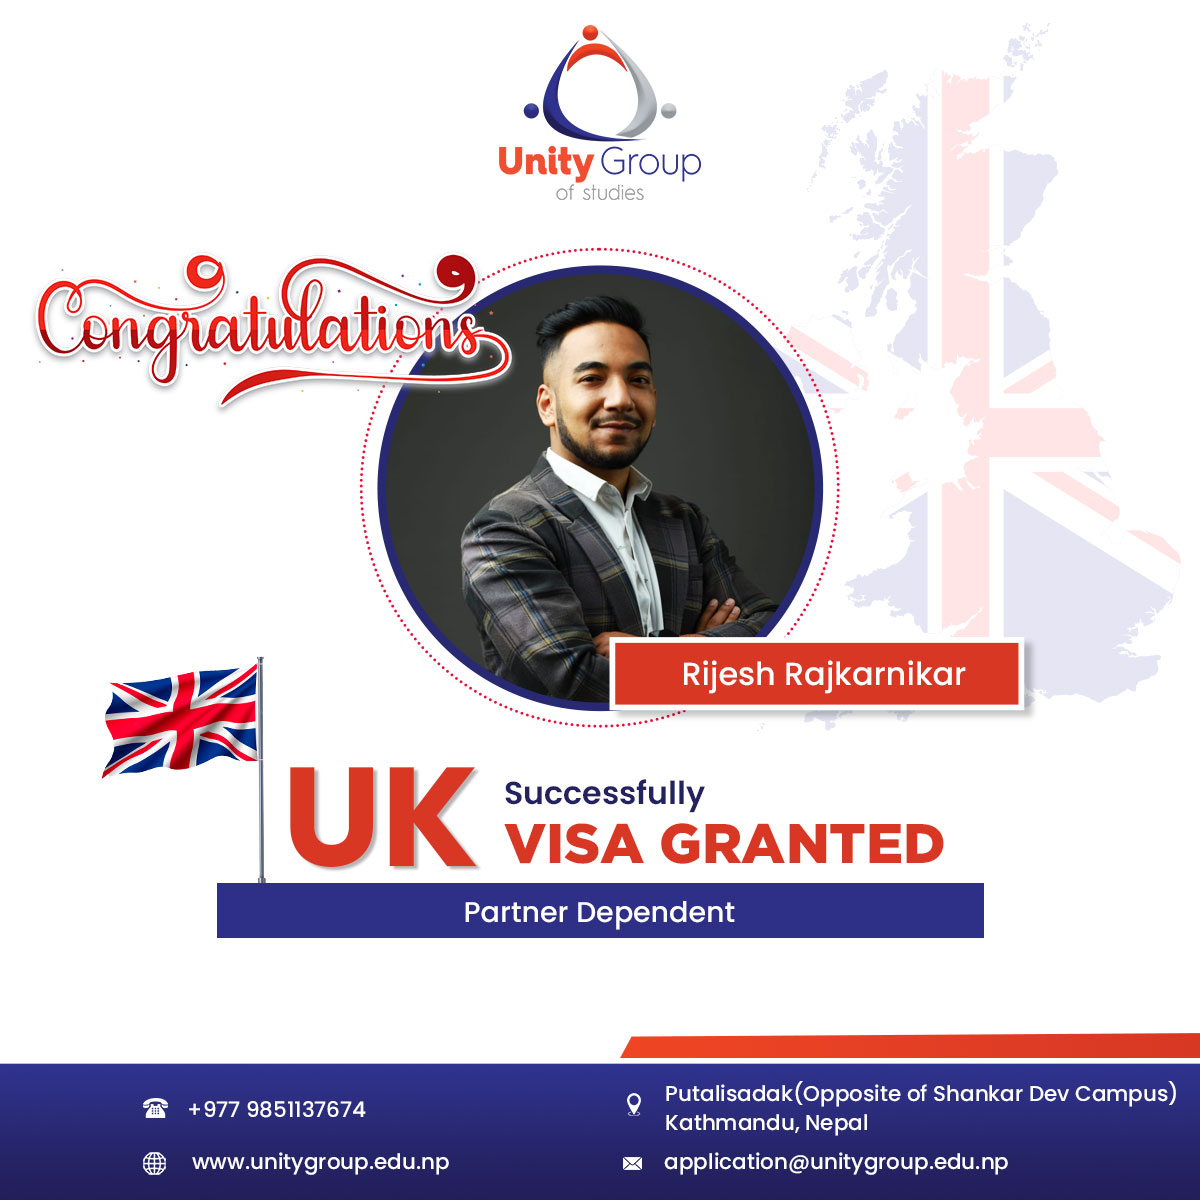 Unity Group
of studies
Congratulations
Rijesh Rajkarnikar
UK
Successfully
VISA GRANTED
Partner Dependent
+977 9851137674
www.unitygroup.edu.np
Putalisadak(Opposite of Shankar Dev Campus)
Kathmandu, Nepal
application@unitygroup.edu.np